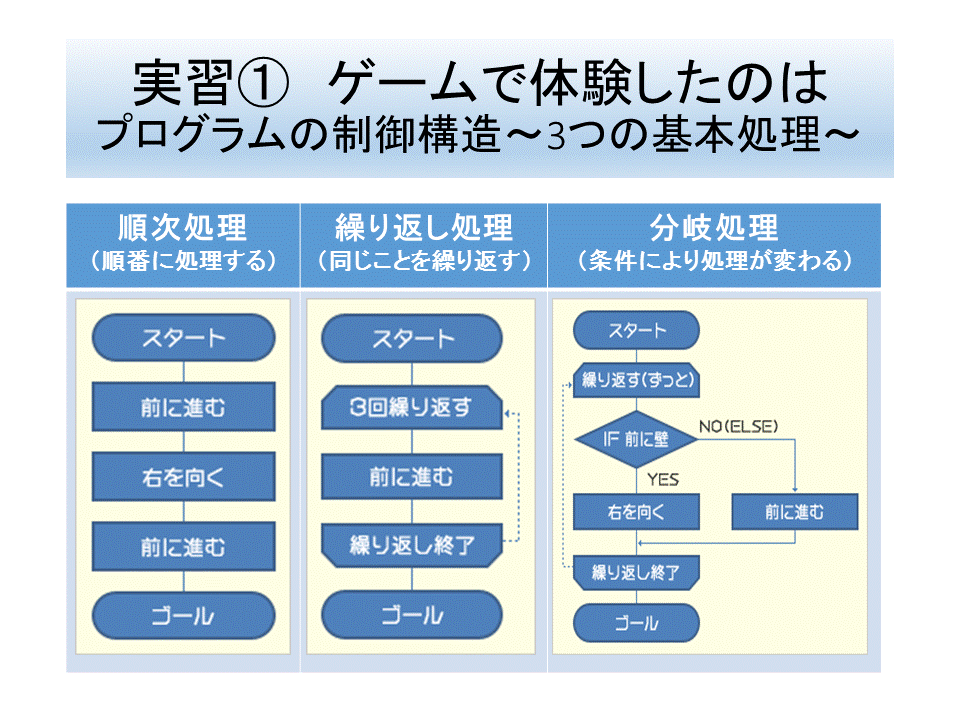 実習① ゲームで体験したのは
プログラムの制御構造～3つの基本処理～
順次処理
（順番に処理する）
繰り返し処理
（同じことを繰り返す）
分岐処理
（条件により処理が変わる）
スタート
前に進む
右を向く
前に進む
ゴール
スタート
3回繰り返す
前に進む
繰り返し終了
ゴール
スタート
繰り返す(ずっと)
IF 前に壁
NO(ELSE)
YES
右を向く
前に進む
繰り返し終了
ゴール